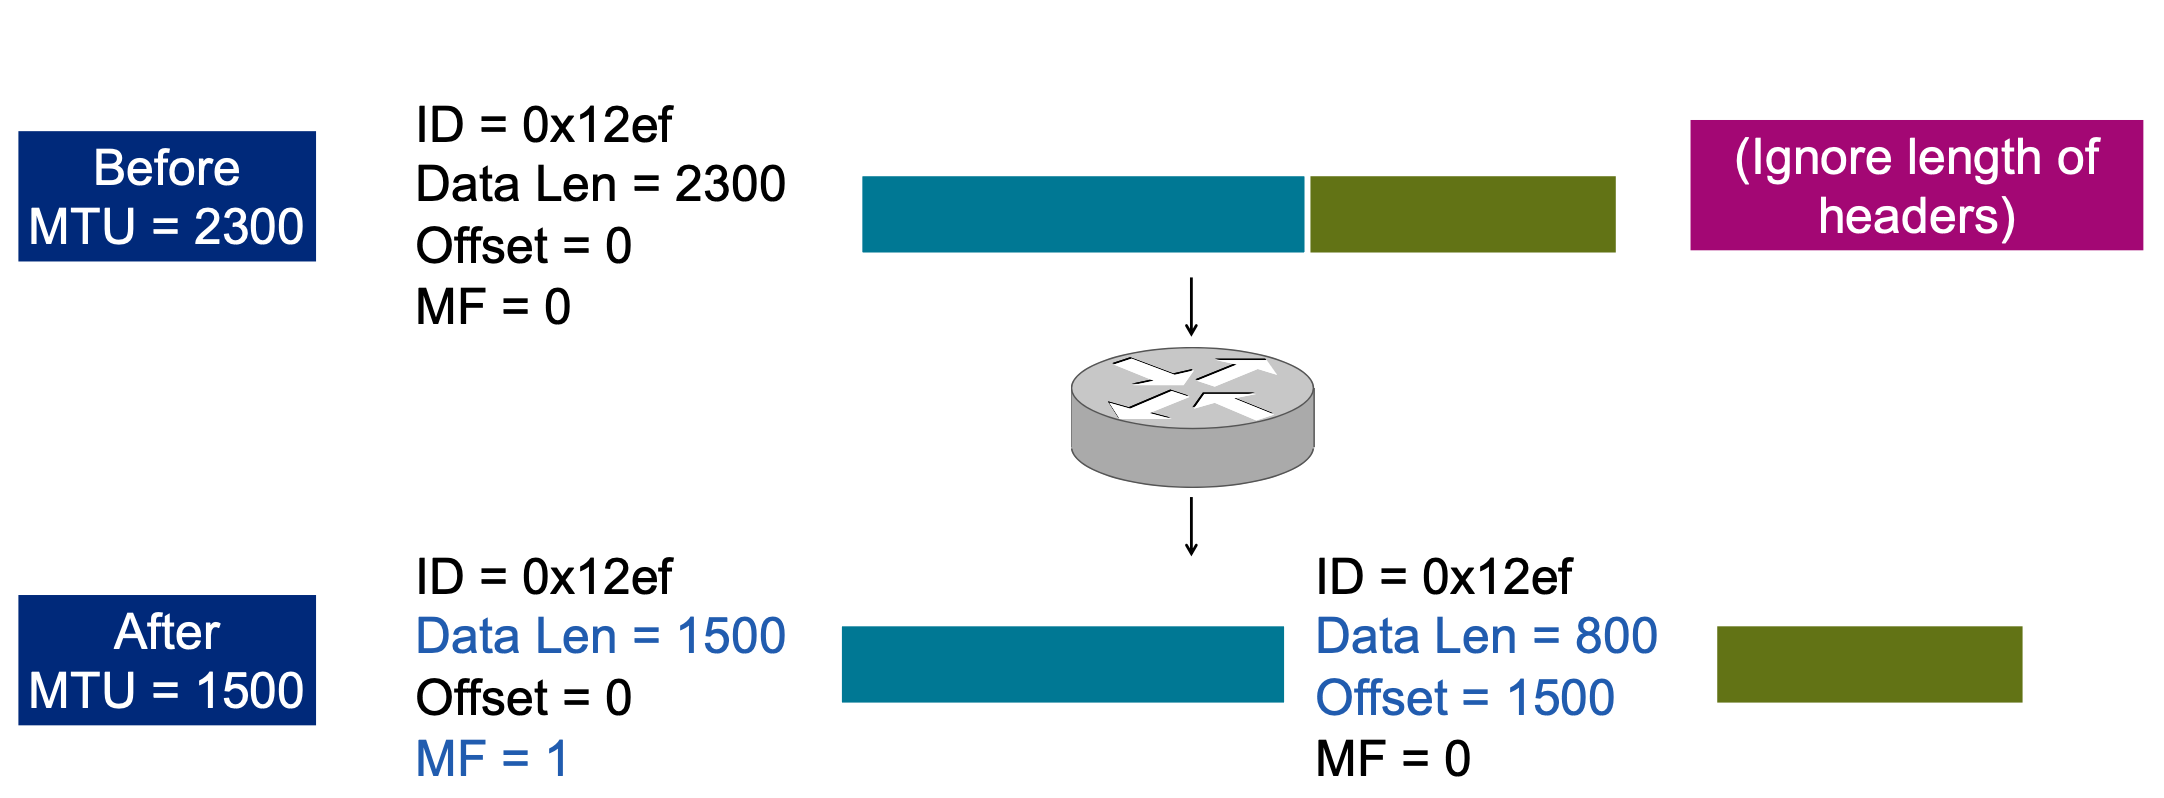 Before
MTU = 2300
ID = 0x12ef
Data Len = 2300
Offset = 0
MF = 0
(Ignore length of
headers)
After
MTU = 1500
ID = 0x12ef
Data Len = 1500
Offset = 0
MF = 1
ID = 0x12ef
Data Len = 800
Offset = 1500
MF = 0